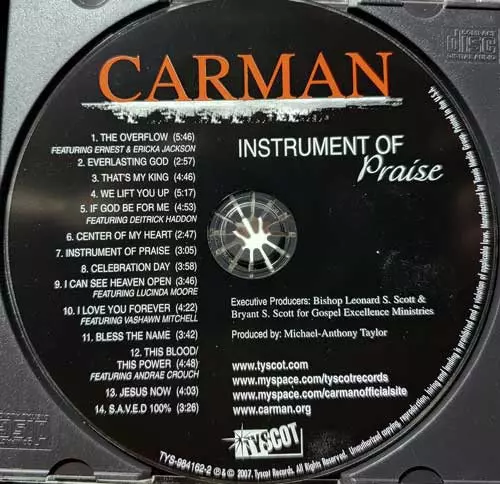 CARMAN
INSTRUMENT OF
Praise
1. THE OVERFLOW (5:46)
FEATURING ERNEST & ERICKA JACKSON
2. EVERLASTING GOD (2:57)
3. THAT'S MY KING (4:46)
4. WE LIFT YOU UP (5:17)
5. IF GOD BE FOR ME (4:53)
FEATURING DEITRICK HADDON
6. CENTER OF MY HEART (2:47)
7. INSTRUMENT OF PRAISE (3:05)
8. CELEBRATION DAY (3:58)
9. I CAN SEE HEAVEN OPEN (3:46)
FEATURING LUCINDA MOORE
10. I LOVE YOU FOREVER (4:22)
FEATURING VASHAWN MITCHELL
11. BLESS THE NAME (3:42)
12. THIS BLOOD/
THIS POWER (4:48)
FEATURING ANDRAE CROUCH
13. JESUS NOW (4:03)
14. S.A.V.E.D 100% (3:26)
Executive Producers: Bishop Leonard S. Scott &
Bryant S. Scott for Gospel Excellence Ministries
Produced by: Michael-Anthony Taylor
www.tyscot.com
www.myspace.com/tyscotrecords
www.myspace.com/carmanofficialsite
www.carman.org
TYSCOT
TYS-984162-2 ℗ & © 2007. Tyscot Records. All Rights Reserved. Unauthorized copying, reproduction, hiring and lending is prohibited and a violation of applicable laws. Manufactured by Tyscot Printed in the U.S.A.
COMPACT
DISC
DIGITAL AUDIO